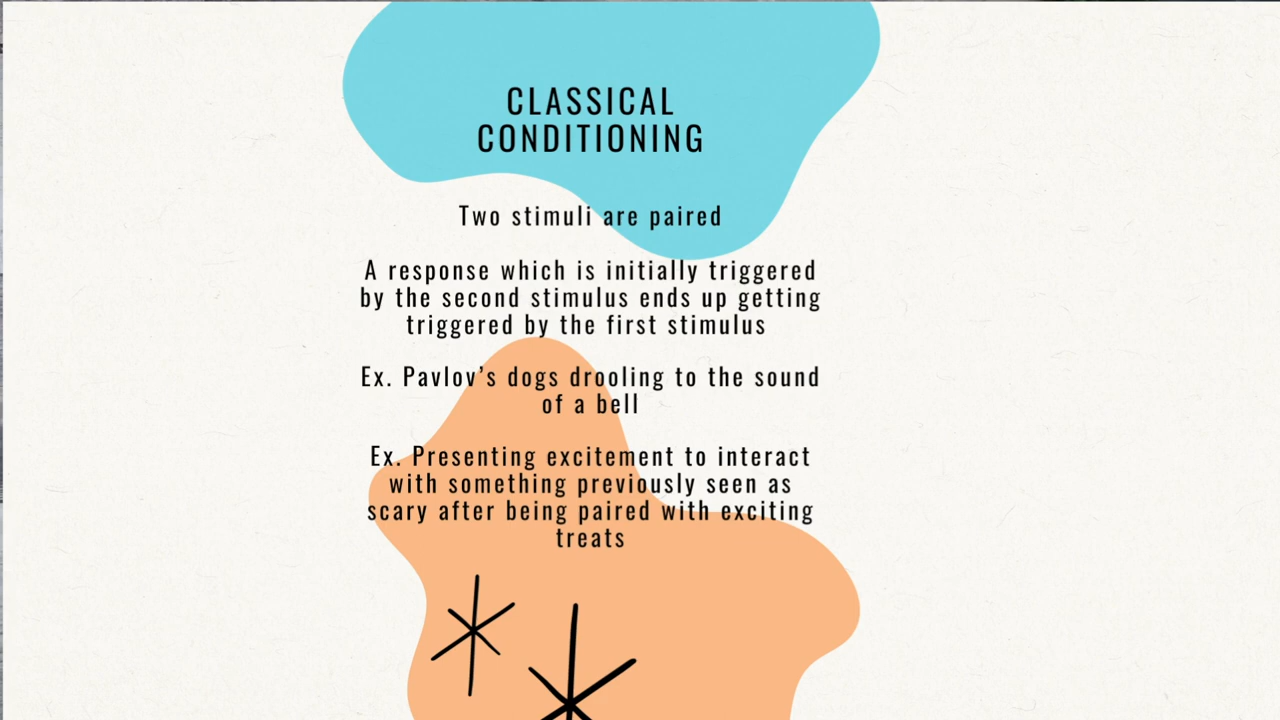 CLASSICAL
CONDITIONING
Two stimuli are paired
A response which is initially triggered
by the second stimulus ends up getting
triggered by the first stimulus
Ex. Pavlov's dogs drooling to the sound
of a bell
Ex. Presenting excitement to interact
with something previously seen as
scary after being paired with exciting
treats